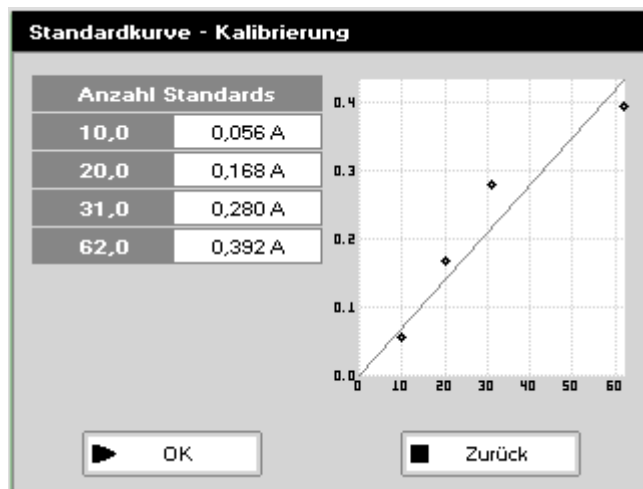 Standardkurve - Kalibrierung
Anzahl Standards
10,0 0,056 A
20,0 0,168 A
31,0 0,280 A
62,0 0,392 A
0.4
0.3
0.2
0.1
0.0
0 10 20 30 40 50 60
OK
Zurück